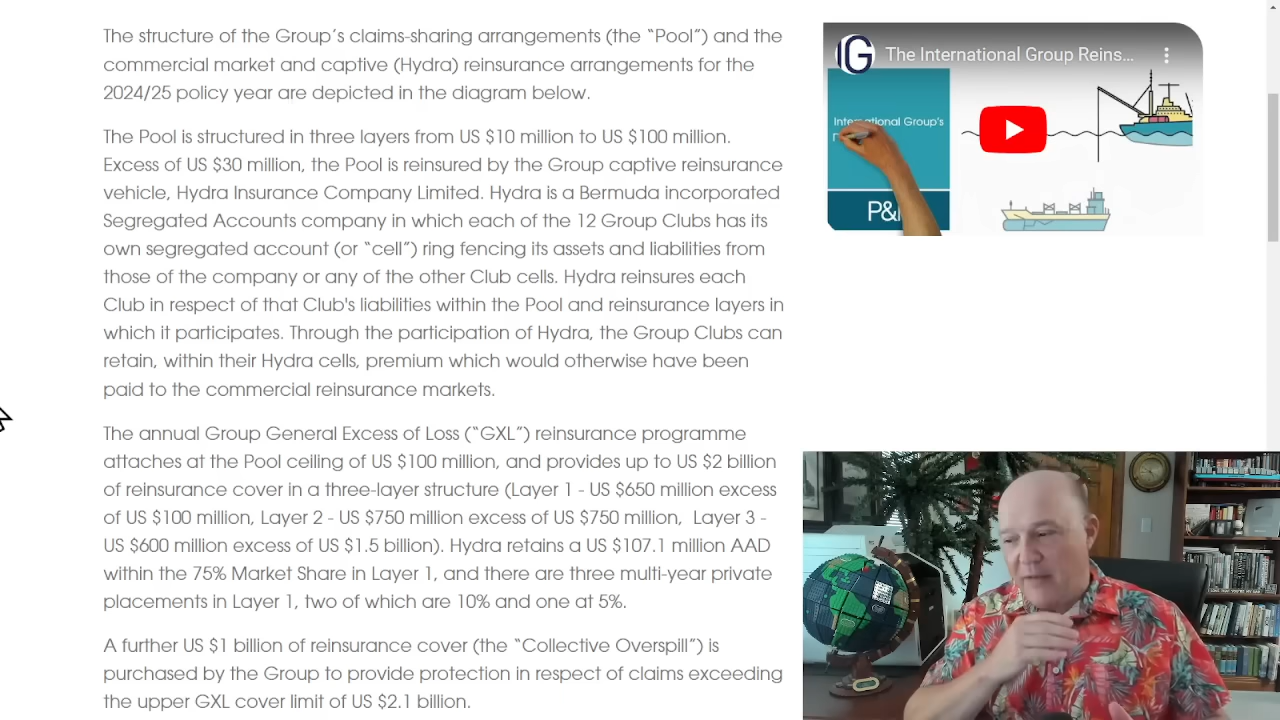 The structure of the Group's claims-sharing arrangements (the “Pool”) and the
commercial market and captive (Hydra) reinsurance arrangements for the
2024/25 policy year are depicted in the diagram below.
The Pool is structured in three layers from US $10 million to US $100 million.
Excess of US $30 million, the Pool is reinsured by the Group captive reinsurance
vehicle, Hydra Insurance Company Limited. Hydra is a Bermuda incorporated
Segregated Accounts company in which each of the 12 Group Clubs has its
own segregated account (or “cell”) ring fencing its assets and liabilities from
those of the company or any of the other Club cells. Hydra reinsures each
Club in respect of that Club's liabilities within the Pool and reinsurance layers in
which it participates. Through the participation of Hydra, the Group Clubs can
retain, within their Hydra cells, premium which would otherwise have been
paid to the commercial reinsurance markets.
The annual Group General Excess of Loss (“GXL”) reinsurance programme
attaches at the Pool ceiling of US $100 million, and provides up to US $2 billion
of reinsurance cover in a three-layer structure (Layer 1 - US $650 million excess
of US $100 million, Layer 2 - US $750 million excess of US $750 million,  Layer 3 -
US $600 million excess of US $1.5 billion). Hydra retains a US $107.1 million AAD
within the 75% Market Share in Layer 1, and there are three multi-year private
placements in Layer 1, two of which are 10% and one at 5%.
A further US $1 billion of reinsurance cover (the “Collective Overspill”) is
purchased by the Group to provide protection in respect of claims exceeding
the upper GXL cover limit of US $2.1 billion.
IG
The International Group Reins...
International Group's
P&